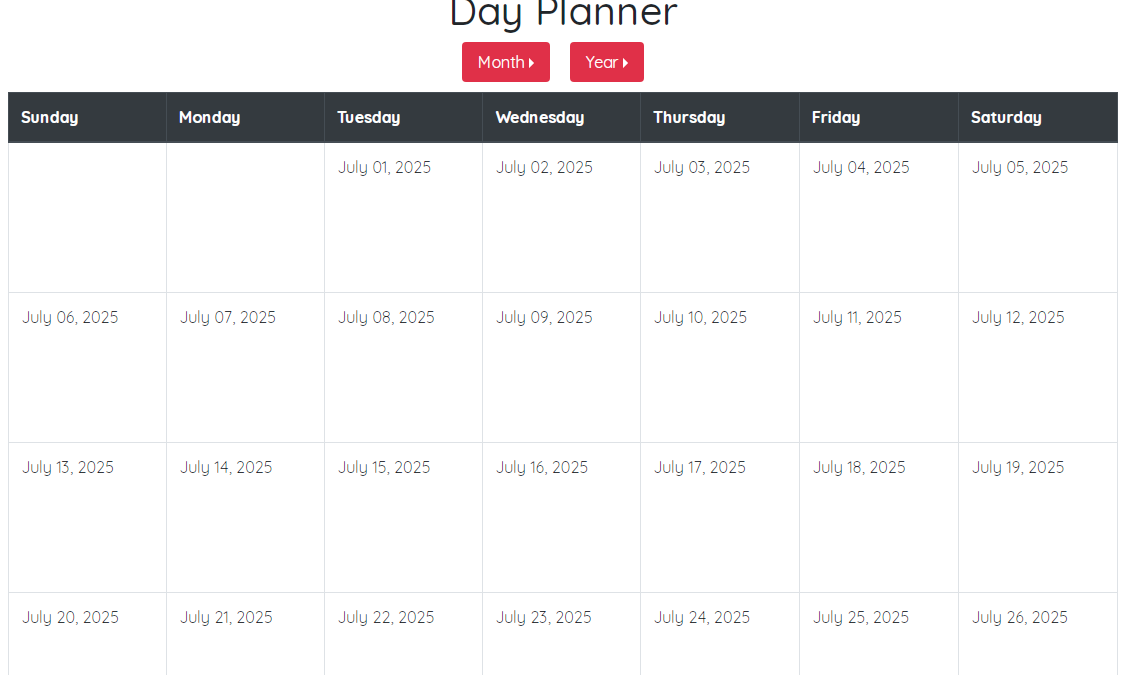 Day Planner
Month Year
Sunday Monday Tuesday Wednesday Thursday Friday Saturday
July 01, 2025 July 02, 2025 July 03, 2025 July 04, 2025 July 05, 2025
July 06, 2025 July 07, 2025 July 08, 2025 July 09, 2025 July 10, 2025 July 11, 2025 July 12, 2025
July 13, 2025 July 14, 2025 July 15, 2025 July 16, 2025 July 17, 2025 July 18, 2025 July 19, 2025
July 20, 2025 July 21, 2025 July 22, 2025 July 23, 2025 July 24, 2025 July 25, 2025 July 26, 2025